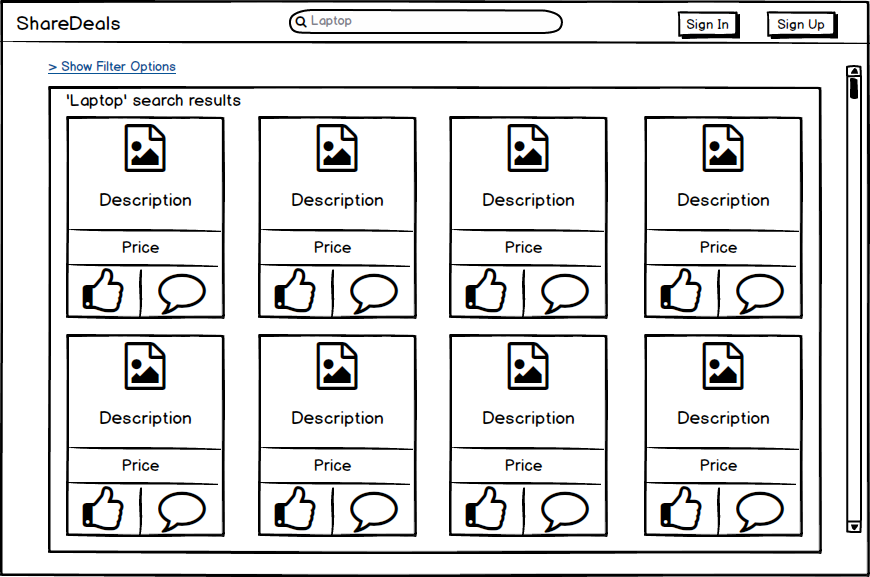 ShareDeals
Laptop
Sign In
Sign Up
> Show Filter Options
'Laptop' search results
Description
Description
Description
Description
Price
Price
Price
Price
Description
Description
Description
Description
Price
Price
Price
Price